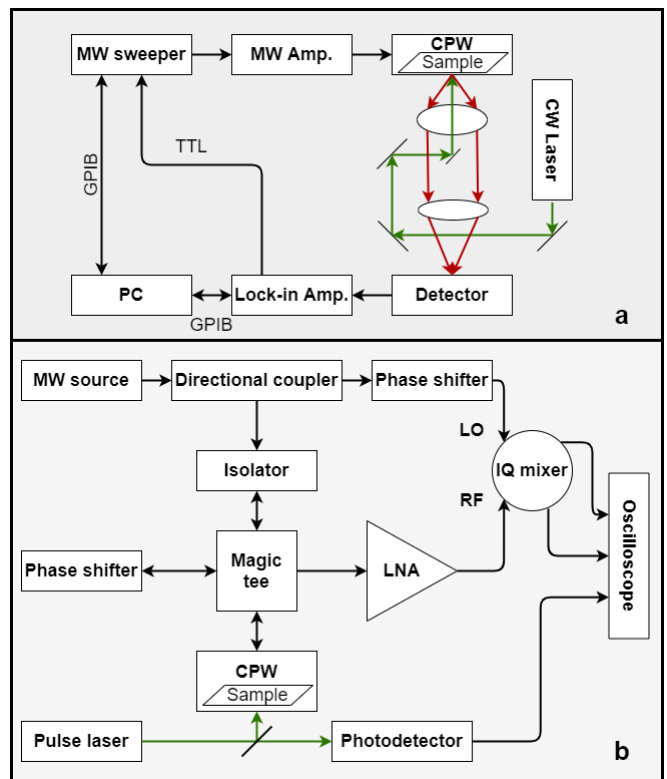 MW sweeper
MW Amp.
CPW
Sample
CW Laser
TTL
GPIB
PC
Lock-in Amp.
Detector
GPIB
a
MW source
Directional coupler
Phase shifter
LO
IQ mixer
Isolator
RF
Oscilloscope
Phase shifter
Magic
tee
LNA
CPW
Sample
Pulse laser
Photodetector
b